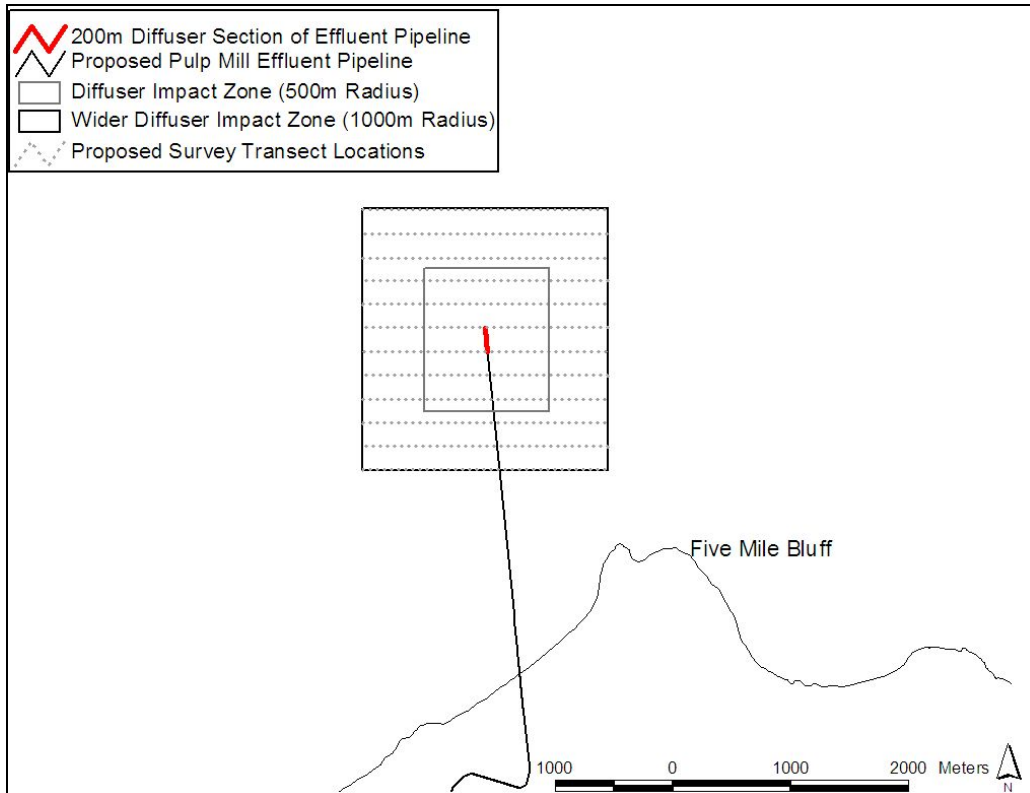 200m Diffuser Section of Effluent Pipeline
Proposed Pulp Mill Effluent Pipeline
Diffuser Impact Zone (500m Radius)
Wider Diffuser Impact Zone (1000m Radius)
Proposed Survey Transect Locations
Five Mile Bluff
1000 0 1000 2000 Meters
N